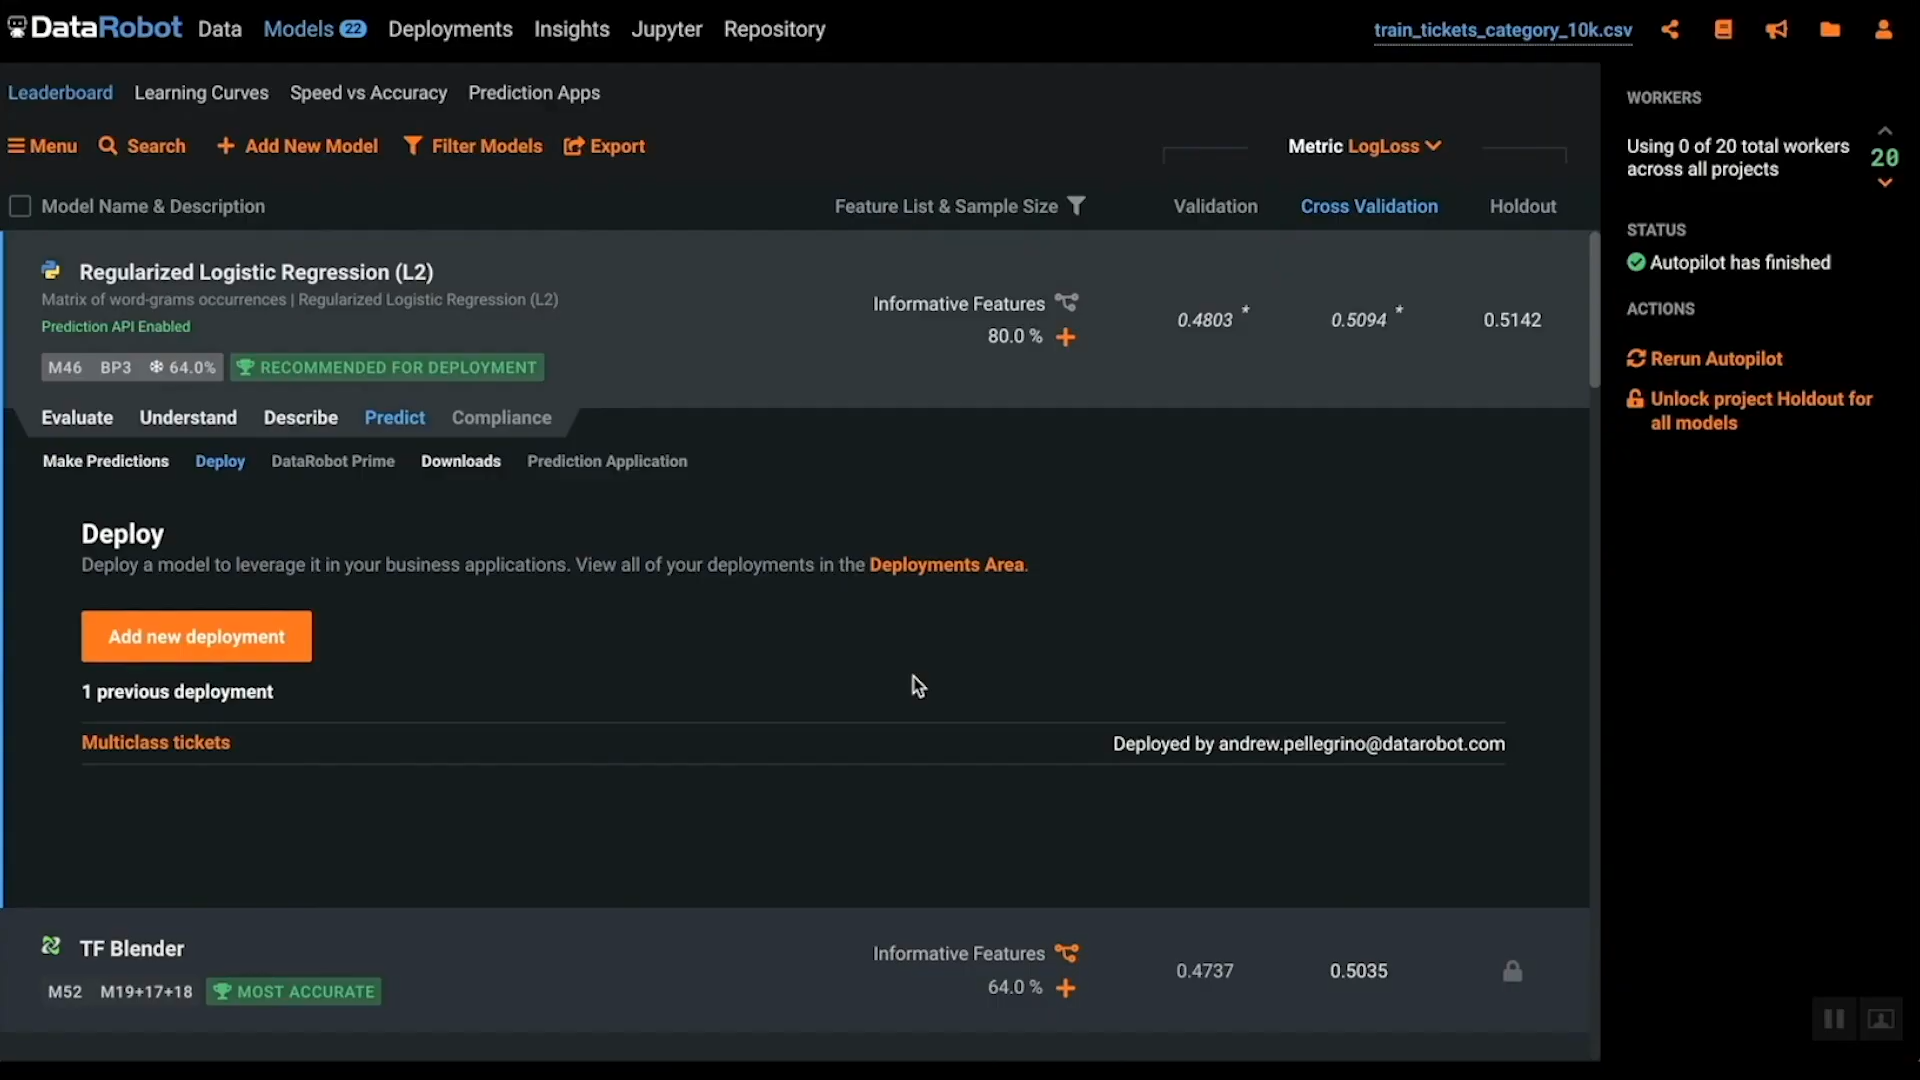 DataRobot Data Models 22 Deployments Insights Jupyter Repository train_tickets_category_10k.csv
Leaderboard Learning Curves Speed vs Accuracy Prediction Apps
Menu Search + Add New Model Filter Models Export Metric LogLoss
Model Name & Description Feature List & Sample Size Validation Cross Validation Holdout
Regularized Logistic Regression (L2)
Matrix of word-grams occurrences | Regularized Logistic Regression (L2)
Prediction API Enabled
Informative Features
80.0 % +
0.4803 * 0.5094 * 0.5142
M46 BP3 64.0% RECOMMENDED FOR DEPLOYMENT
Evaluate Understand Describe Predict Compliance
Make Predictions Deploy DataRobot Prime Downloads Prediction Application
Deploy
Deploy a model to leverage it in your business applications. View all of your deployments in the Deployments Area.
Add new deployment
1 previous deployment
Multiclass tickets Deployed by andrew.pellegrino@datarobot.com
TF Blender
M52 M19+17+18 MOST ACCURATE
Informative Features
64.0 % +
0.4737 0.5035
WORKERS
Using 0 of 20 total workers
across all projects
20
STATUS
Autopilot has finished
ACTIONS
Rerun Autopilot
Unlock project Holdout for
all models